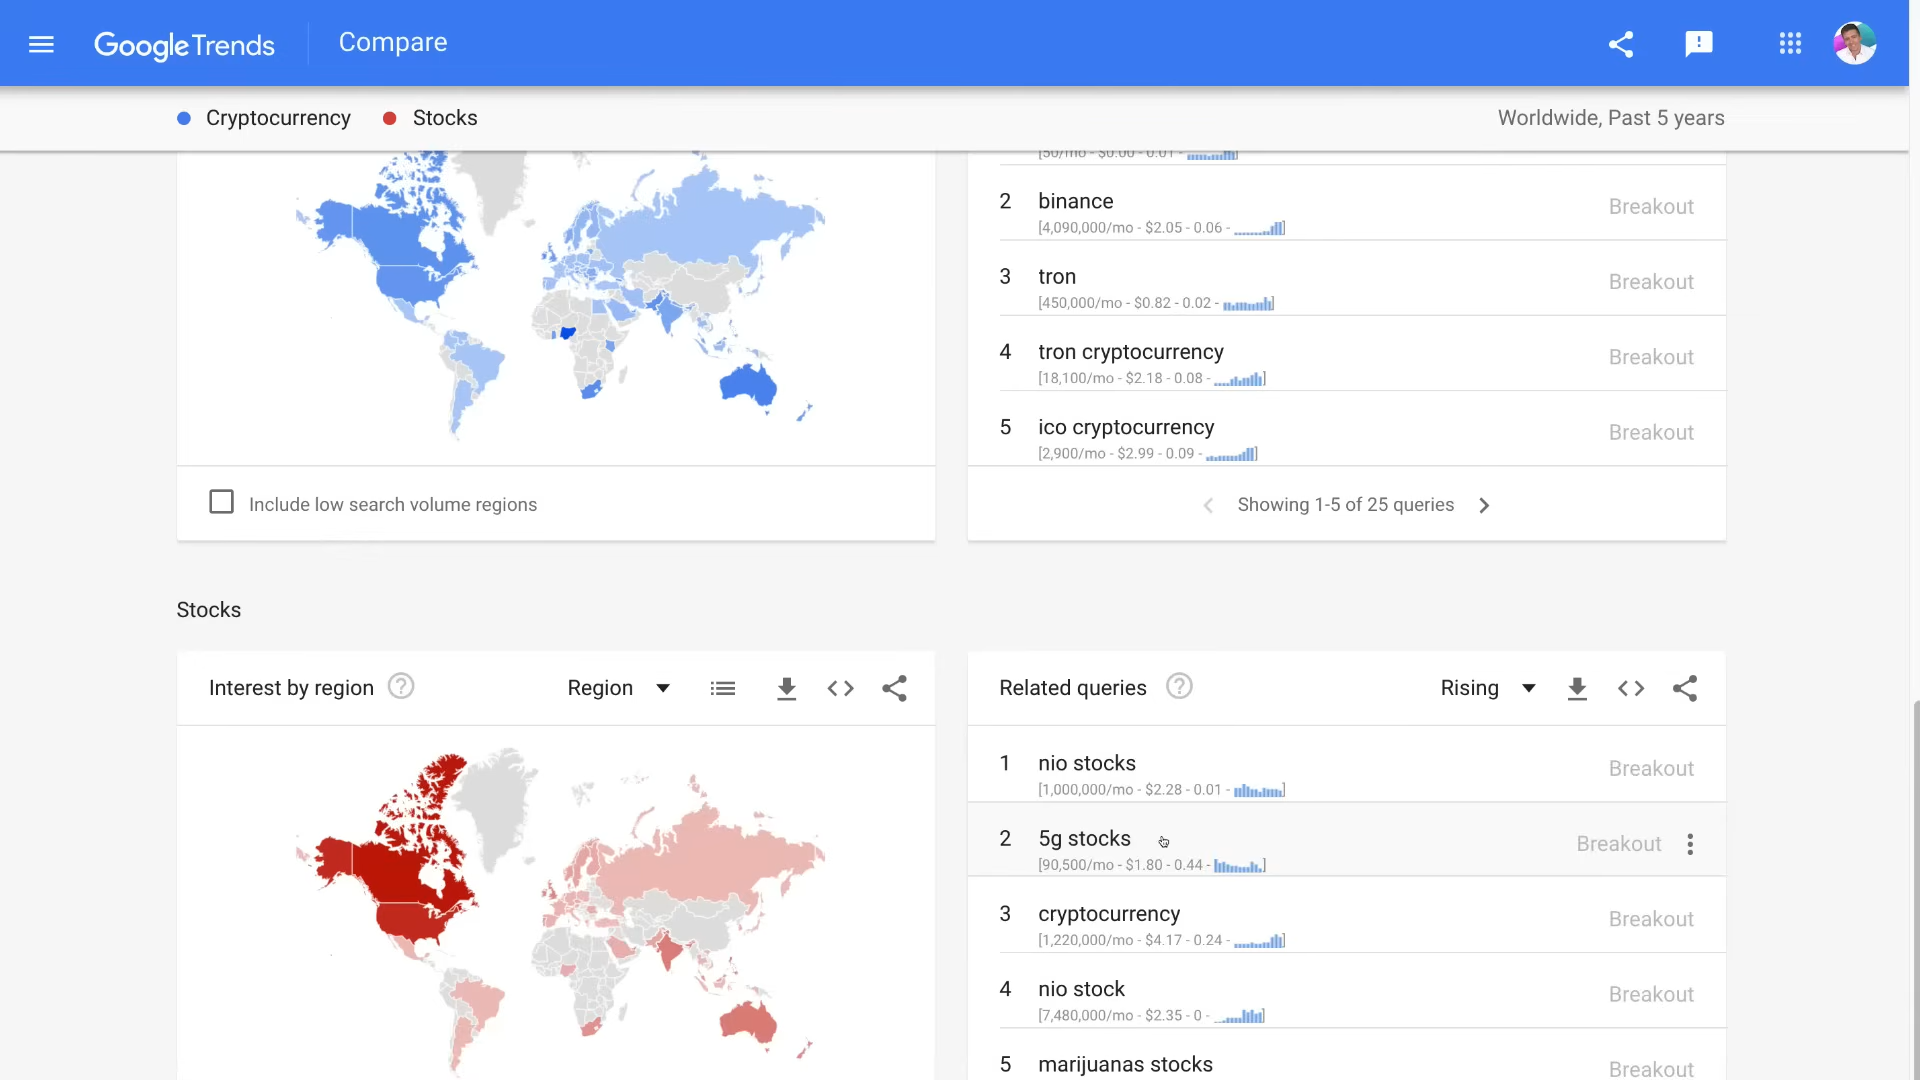 Google Trends
Compare
Cryptocurrency
Stocks
Worldwide, Past 5 years
[50/mo - $0.00 - 0.01 -
2 binance Breakout
[4,090,000/mo - $2.05 - 0.06 - ]
3 tron Breakout
[450,000/mo - $0.82 - 0.02 - ]
4 tron cryptocurrency Breakout
[18,100/mo - $2.18 - 0.08 - ]
5 ico cryptocurrency Breakout
[2,900/mo - $2.99 - 0.09 - ]
Include low search volume regions
Showing 1-5 of 25 queries
Stocks
Interest by region
Region
Related queries
Rising
1 nio stocks Breakout
[1,000,000/mo - $2.28 - 0.01 - ]
2 5g stocks Breakout
[90,500/mo - $1.80 - 0.44 - ]
3 cryptocurrency Breakout
[1,220,000/mo - $4.17 - 0.24 - ]
4 nio stock Breakout
[7,480,000/mo - $2.35 - 0 - ]
5 marijuanas stocks Breakout